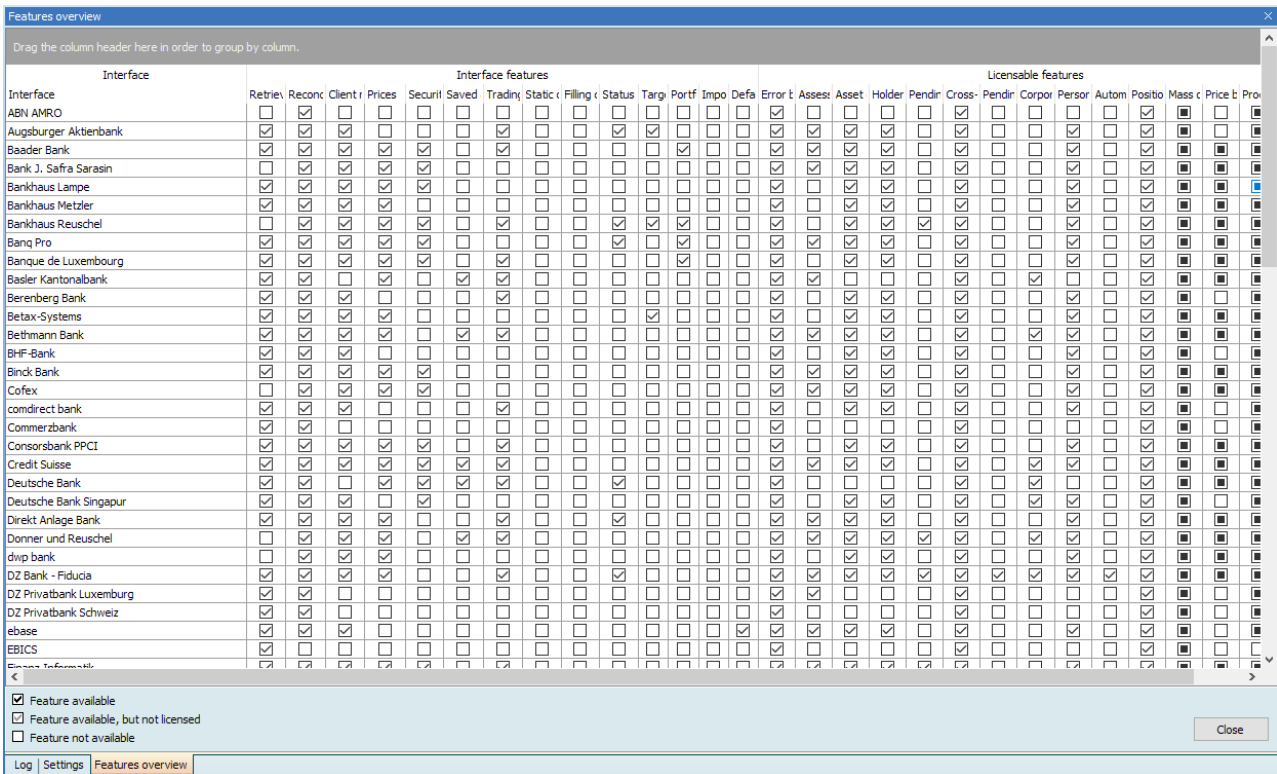 Features overview
Drag the column header here in order to group by column.
Interface Interface features Licensable features
Interface Retriev Reconc Client r Prices Securit Saved Trading Static c Filling c Status Targe Portf Impo Defa Error b Assess Asset Holder Pendin Cross- Pendin Corpor Person Autom Positio Mass c Price b Proc
ABN AMRO
Augsburger Aktienbank
Baader Bank
Bank J. Safra Sarasin
Bankhaus Lampe
Bankhaus Metzler
Bankhaus Reuschel
Banq Pro
Banque de Luxembourg
Basler Kantonalbank
Berenberg Bank
Betax-Systems
Bethmann Bank
BHF-Bank
Binck Bank
Cofex
comdirect bank
Commerzbank
Consorsbank PPCI
Credit Suisse
Deutsche Bank
Deutsche Bank Singapur
Direkt Anlage Bank
Donner und Reuschel
dwp bank
DZ Bank - Fiducia
DZ Privatbank Luxemburg
DZ Privatbank Schweiz
ebase
EBICS
Finanz Informatik
Feature available
Feature available, but not licensed
Feature not available
Close
Log Settings Features overview